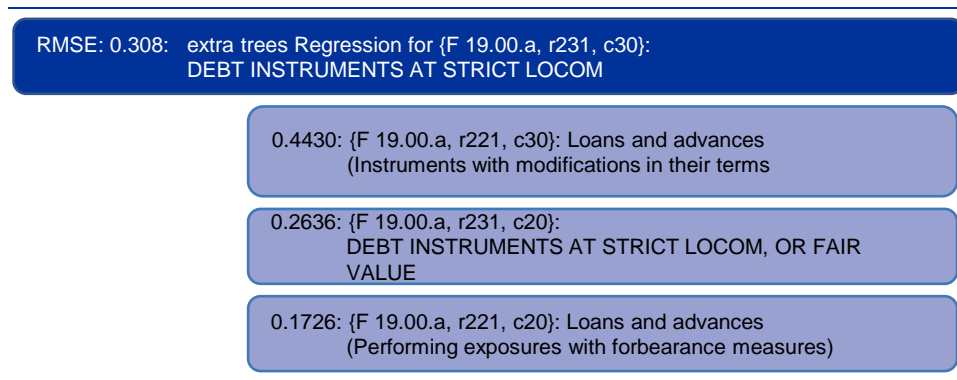 RMSE: 0.308: extra trees Regression for {F 19.00.a, r231, c30}:
DEBT INSTRUMENTS AT STRICT LOCOM
0.4430: {F 19.00.a, r221, c30}: Loans and advances
(Instruments with modifications in their terms
0.2636: {F 19.00.a, r231, c20}:
DEBT INSTRUMENTS AT STRICT LOCOM, OR FAIR
VALUE
0.1726: {F 19.00.a, r221, c20}: Loans and advances
(Performing exposures with forbearance measures)